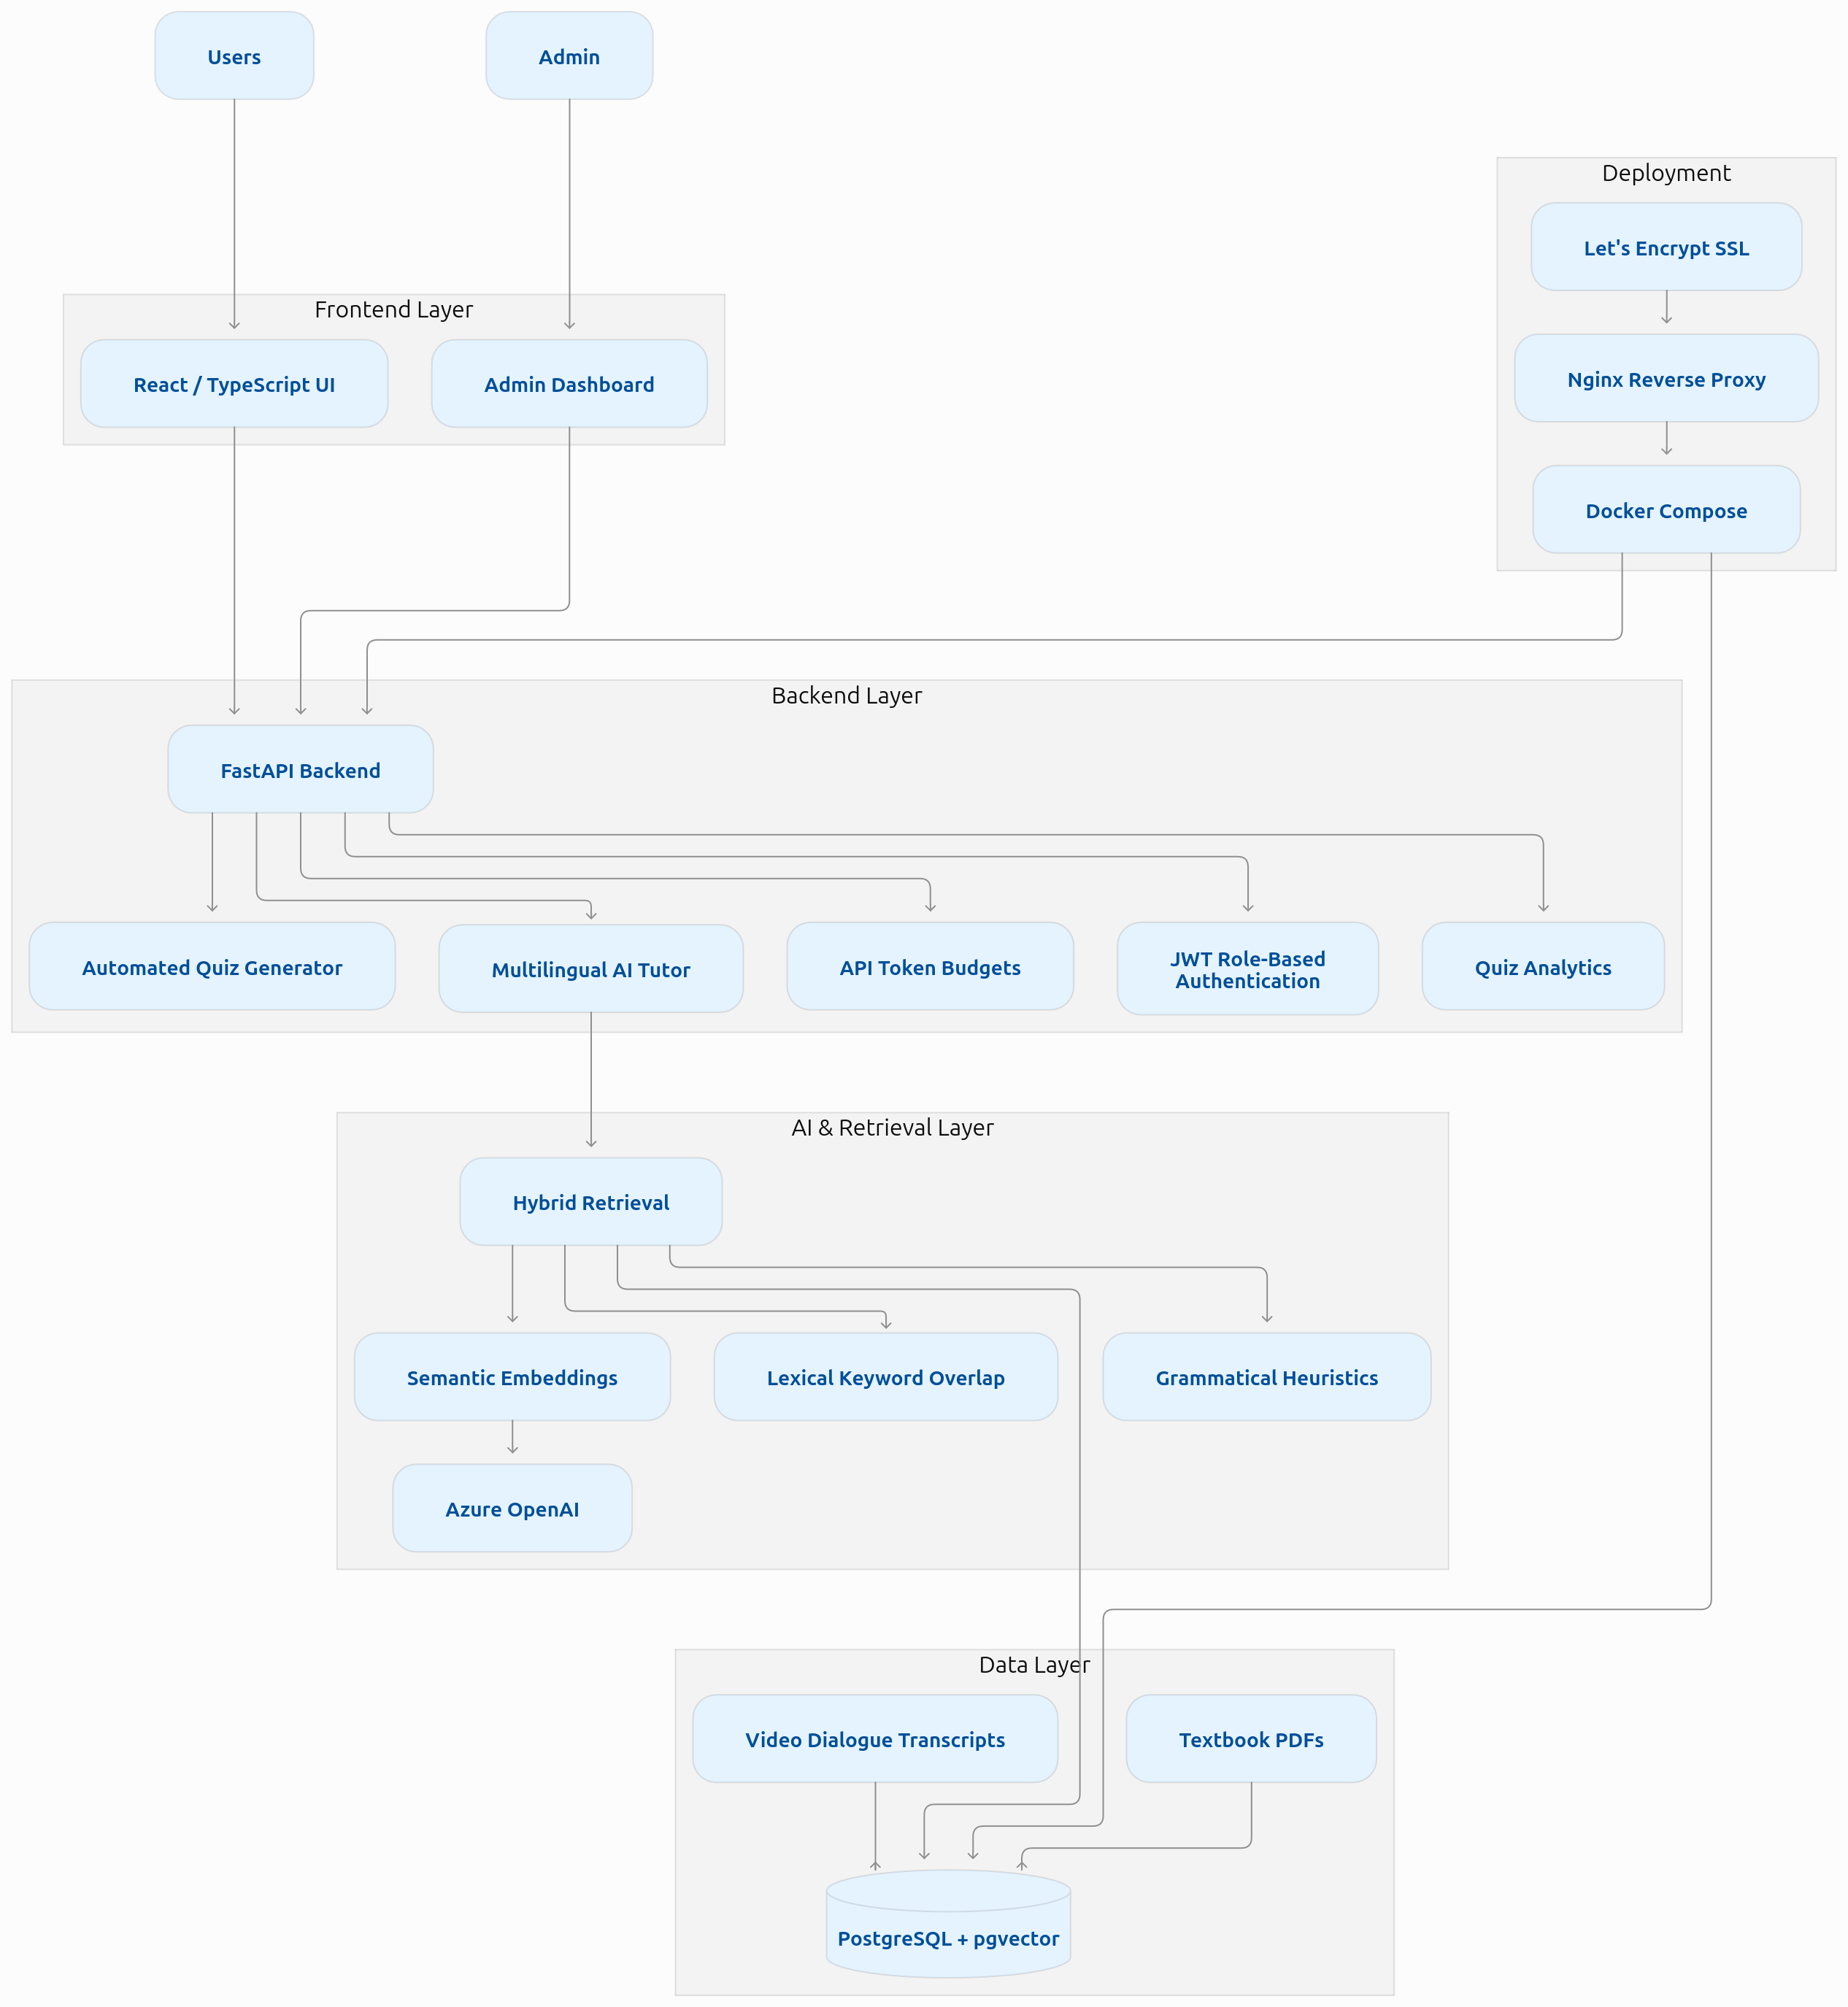 Users
Admin
Deployment
Let's Encrypt SSL
Frontend Layer
Nginx Reverse Proxy
React / TypeScript UI
Admin Dashboard
Docker Compose
Backend Layer
FastAPI Backend
Automated Quiz Generator
Multilingual AI Tutor
API Token Budgets
JWT Role-Based
Authentication
Quiz Analytics
AI & Retrieval Layer
Hybrid Retrieval
Semantic Embeddings
Lexical Keyword Overlap
Grammatical Heuristics
Azure OpenAI
Data Layer
Video Dialogue Transcripts
Textbook PDFs
PostgreSQL + pgvector